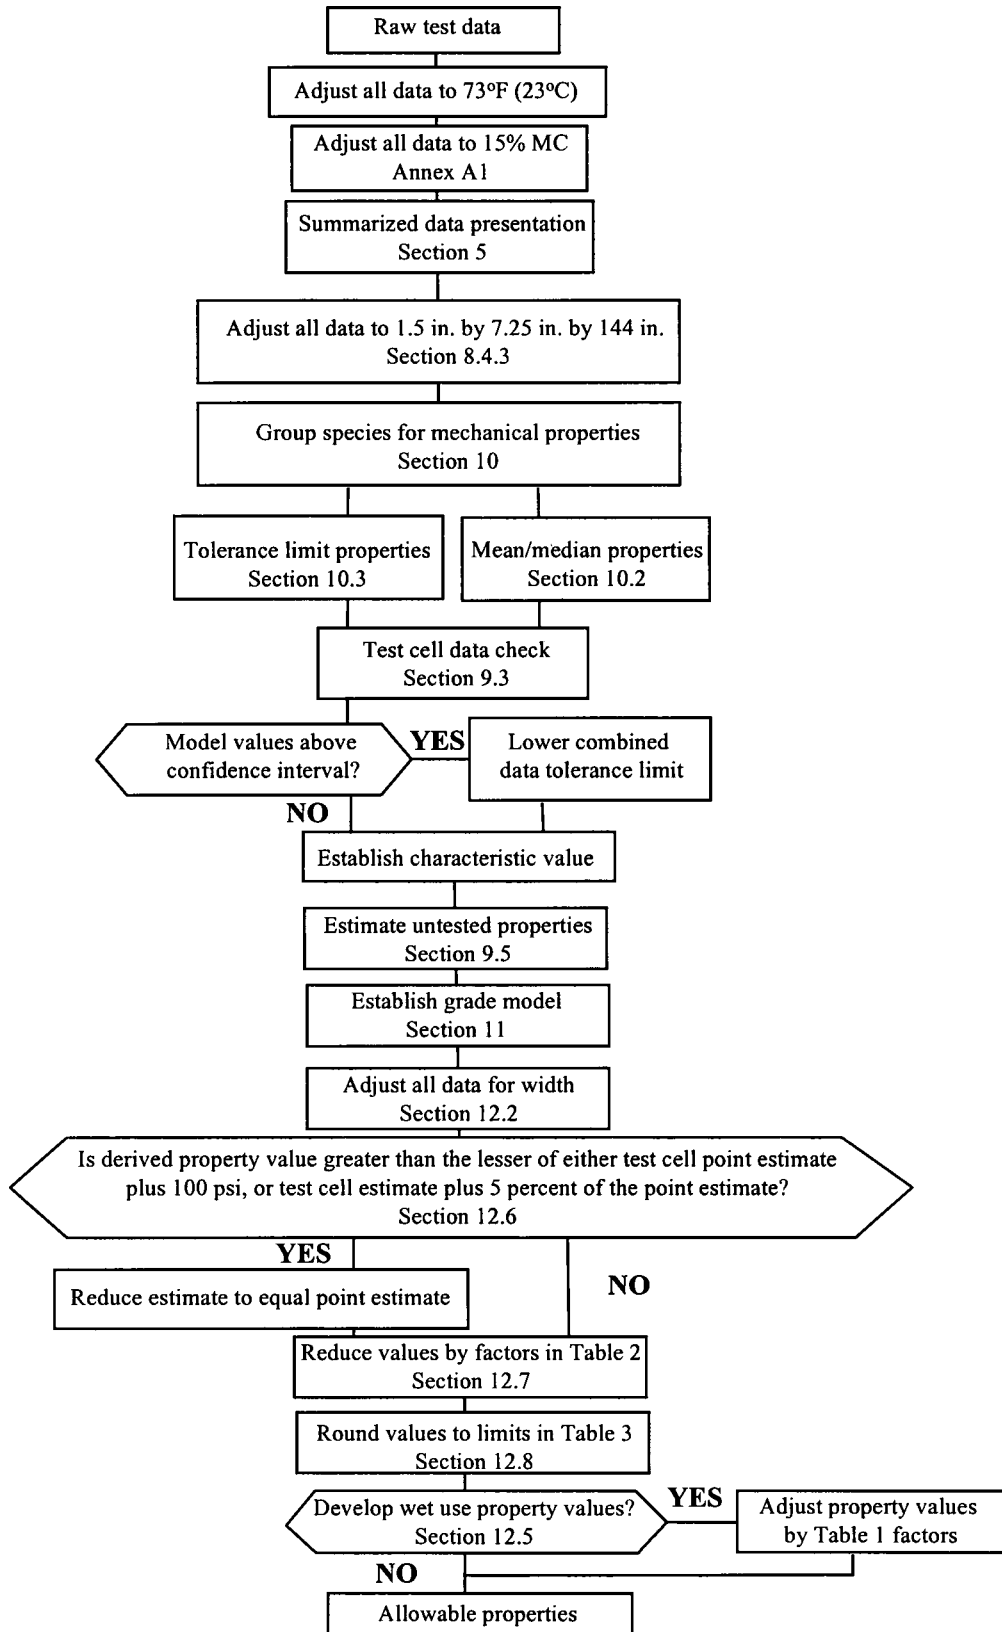 Raw test data
Adjust all data to 73°F (23°C)
Adjust all data to 15% MC
Annex A1
Summarized data presentation
Section 5
Adjust all data to 1.5 in. by 7.25 in. by 144 in.
Section 8.4.3
Group species for mechanical properties
Section 10
Tolerance limit properties
Section 10.3
Mean/median properties
Section 10.2
Test cell data check
Section 9.3
Model values above
confidence interval?
YES
Lower combined
data tolerance limit
NO
Establish characteristic value
Estimate untested properties
Section 9.5
Establish grade model
Section 11
Adjust all data for width
Section 12.2
Is derived property value greater than the lesser of either test cell point estimate
plus 100 psi, or test cell estimate plus 5 percent of the point estimate?
Section 12.6
YES
NO
Reduce estimate to equal point estimate
Reduce values by factors in Table 2
Section 12.7
Round values to limits in Table 3
Section 12.8
Develop wet use property values?
Section 12.5
YES
Adjust property values
by Table 1 factors
NO
Allowable properties